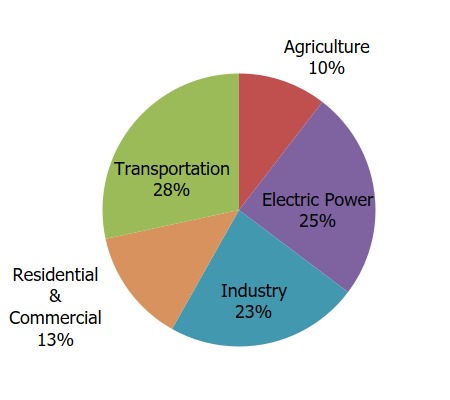 Agriculture
10%
Electric Power
25%
Industry
23%
Residential
&
Commercial
13%
Transportation
28%